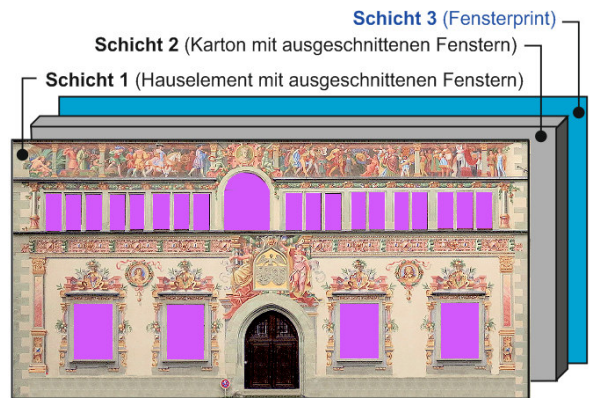 Schicht 3 (Fensterprint)
Schicht 2 (Karton mit ausgeschnittenen Fenstern)
Schicht 1 (Hauselement mit ausgeschnittenen Fenstern)